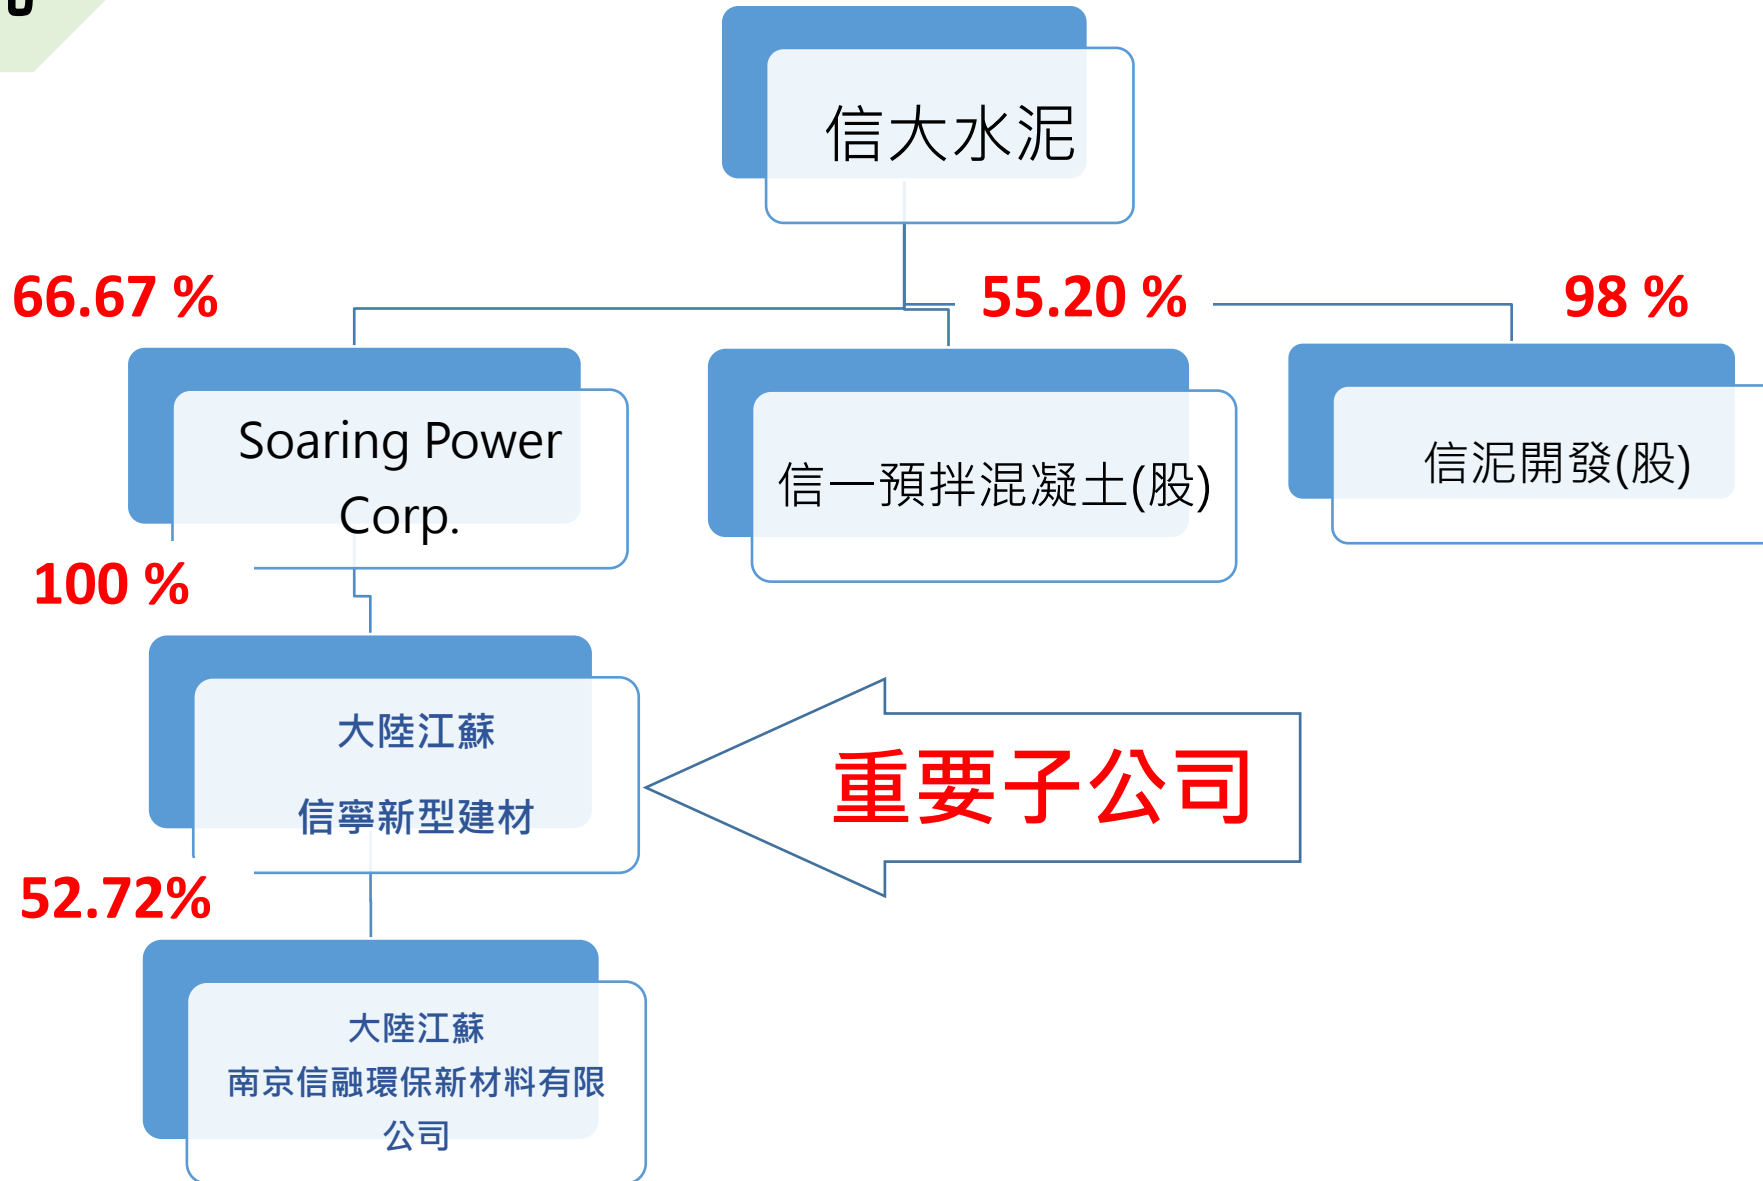 信大水泥
66.67 %
55.20 %
98 %
Soaring Power
Corp.
信一預拌混凝土(股)
信泥開發(股)
100 %
大陸江蘇
信寧新型建材
重要子公司
52.72%
大陸江蘇
南京信融環保新材料有限
公司